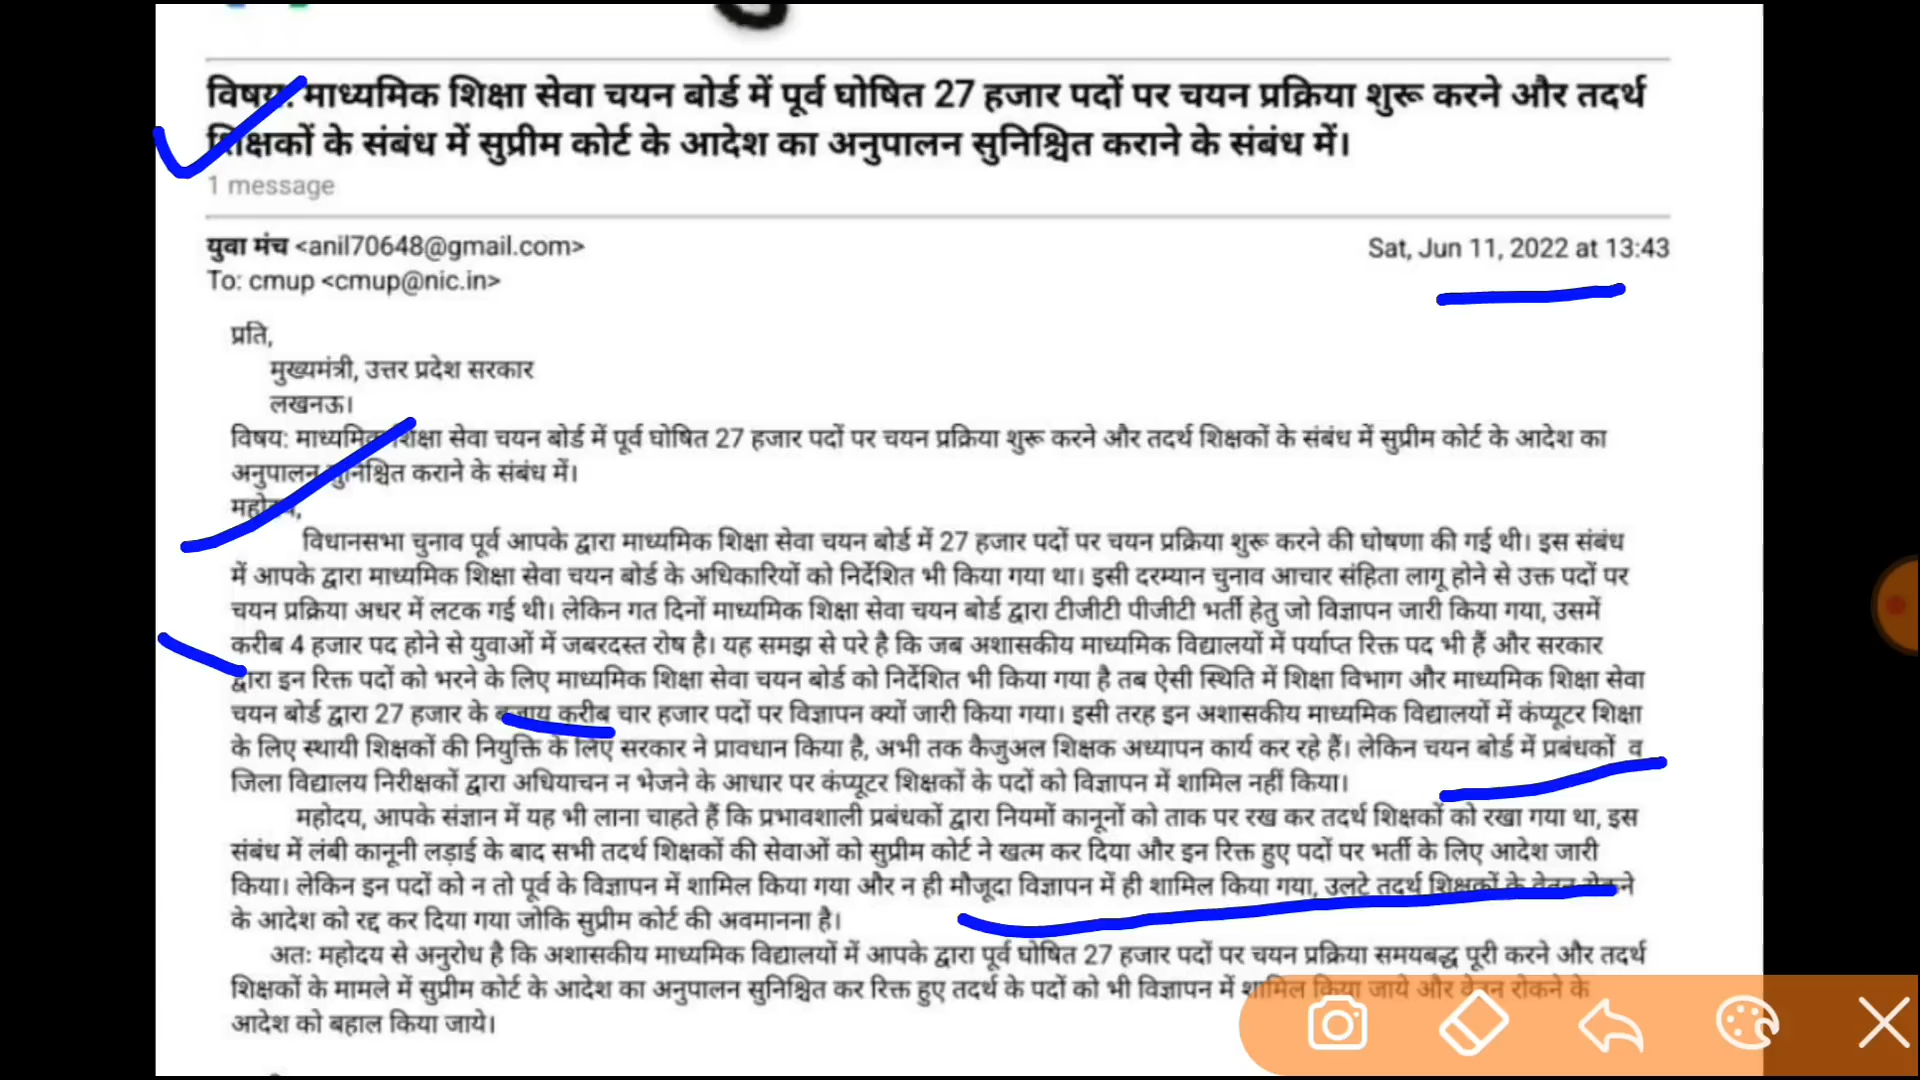 विषय: माध्यमिक शिक्षा सेवा चयन बोर्ड में पूर्व घोषित 27 हजार पदों पर चयन प्रक्रिया शुरू करने और तदर्थ
शिक्षकों के संबंध में सुप्रीम कोर्ट के आदेश का अनुपालन सुनिश्चित कराने के संबंध में।
1 message
युवा मंच <anil70648@gmail.com>
Sat, Jun 11, 2022 at 13:43
To: cmup <cmup@nic.in>
प्रति,
मुख्यमंत्री, उत्तर प्रदेश सरकार
लखनऊ।
विषय: माध्यमिक शिक्षा सेवा चयन बोर्ड में पूर्व घोषित 27 हजार पदों पर चयन प्रक्रिया शुरू करने और तदर्थ शिक्षकों के संबंध में सुप्रीम कोर्ट के आदेश का
अनुपालन सुनिश्चित कराने के संबंध में।
महोदय,
विधानसभा चुनाव पूर्व आपके द्वारा माध्यमिक शिक्षा सेवा चयन बोर्ड में 27 हजार पदों पर चयन प्रक्रिया शुरू करने की घोषणा की गई थी। इस संबंध
में आपके द्वारा माध्यमिक शिक्षा सेवा चयन बोर्ड के अधिकारियों को निर्देशित भी किया गया था। इसी दरम्यान चुनाव आचार संहिता लागू होने से उक्त पदों पर
चयन प्रक्रिया अधर में लटक गई थी। लेकिन गत दिनों माध्यमिक शिक्षा सेवा चयन बोर्ड द्वारा टीजीटी पीजीटी भर्ती हेतु जो विज्ञापन जारी किया गया, उसमें
करीब 4 हजार पद होने से युवाओं में जबरदस्त रोष है। यह समझ से परे है कि जब अशासकीय माध्यमिक विद्यालयों में पर्याप्त रिक्त पद भी हैं और सरकार
द्वारा इन रिक्त पदों को भरने के लिए माध्यमिक शिक्षा सेवा चयन बोर्ड को निर्देशित भी किया गया है तब ऐसी स्थिति में शिक्षा विभाग और माध्यमिक शिक्षा सेवा
चयन बोर्ड द्वारा 27 हजार के बजाय करीब चार हजार पदों पर विज्ञापन क्यों जारी किया गया। इसी तरह इन अशासकीय माध्यमिक विद्यालयों में कंप्यूटर शिक्षा
के लिए स्थायी शिक्षकों की नियुक्ति के लिए सरकार ने प्रावधान किया है, अभी तक कैजुअल शिक्षक अध्यापन कार्य कर रहे हैं। लेकिन चयन बोर्ड में प्रबंधकों व
जिला विद्यालय निरीक्षकों द्वारा अधियाचन न भेजने के आधार पर कंप्यूटर शिक्षकों के पदों को विज्ञापन में शामिल नहीं किया।
महोदय, आपके संज्ञान में यह भी लाना चाहते हैं कि प्रभावशाली प्रबंधकों द्वारा नियमों कानूनों को ताक पर रख कर तदर्थ शिक्षकों को रखा गया था, इस
संबंध में लंबी कानूनी लड़ाई के बाद सभी तदर्थ शिक्षकों की सेवाओं को सुप्रीम कोर्ट ने खत्म कर दिया और इन रिक्त हुए पदों पर भर्ती के लिए आदेश जारी
किया। लेकिन इन पदों को न तो पूर्व के विज्ञापन में शामिल किया गया और न ही मौजूदा विज्ञापन में ही शामिल किया गया, उलटे तदर्थ शिक्षकों के वेतन रोकने
के आदेश को रद्द कर दिया गया जोकि सुप्रीम कोर्ट की अवमानना है।
अतः महोदय से अनुरोध है कि अशासकीय माध्यमिक विद्यालयों में आपके द्वारा पूर्व घोषित 27 हजार पदों पर चयन प्रक्रिया समयबद्ध पूरी करने और तदर्थ
शिक्षकों के मामले में सुप्रीम कोर्ट के आदेश का अनुपालन सुनिश्चित कर रिक्त हुए तदर्थ के पदों को भी विज्ञापन में शामिल किया जाये और वेतन रोकने के
आदेश को बहाल किया जाये।